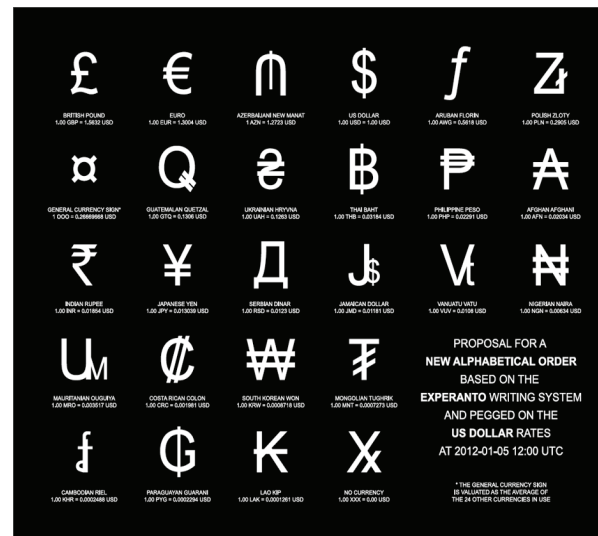 £ € ₼ $ ƒ Zł
BRITISH POUND
1.00 GBP = 1.5632 USD
EURO
1.00 EUR = 1.3004 USD
AZERBAIJANI NEW MANAT
1 AZN = 1.2723 USD
US DOLLAR
1.00 USD = 1.00 USD
ARUBAN FLORIN
1.00 AWG = 0.5618 USD
POLISH ZLOTY
1.00 PLN = 0.2905 USD
¤ Q ₴ ฿ ₱ ₳
GENERAL CURRENCY SIGN*
1 OOO = 0.26669668 USD
GUATEMALAN QUETZAL
1.00 GTQ = 0.1306 USD
UKRAINIAN HRYVNA
1.00 UAH = 0.1263 USD
THAI BAHT
1.00 THB = 0.03184 USD
PHILIPPINE PESO
1.00 PHP = 0.02291 USD
AFGHAN AFGHANI
1.00 AFN = 0.02034 USD
₹ ¥ Д J$ Vt ₦
INDIAN RUPEE
1.00 INR = 0.01854 USD
JAPANESE YEN
1.00 JPY = 0.013039 USD
SERBIAN DINAR
1.00 RSD = 0.0123 USD
JAMAICAN DOLLAR
1.00 JMD = 0.01181 USD
VANUATU VATU
1.00 VUV = 0.0108 USD
NIGERIAN NAIRA
1.00 NGN = 0.00634 USD
UM ₡ ₩ ₮
MAURITANIAN OUGUIYA
1.00 MRO = 0.003517 USD
COSTA RICAN COLON
1.00 CRC = 0.001981 USD
SOUTH KOREAN WON
1.00 KRW = 0.0008718 USD
MONGOLIAN TUGHRIK
1.00 MNT = 0.0007273 USD
PROPOSAL FOR A
NEW ALPHABETICAL ORDER
BASED ON THE
EXPERANTO WRITING SYSTEM
AND PEGGED ON THE
US DOLLAR RATES
AT 2012-01-05 12:00 UTC
₲ ₭ X
CAMBODIAN RIEL
1.00 KHR = 0.0002486 USD
PARAGUAYAN GUARANI
1.00 PYG = 0.0002294 USD
LAO KIP
1.00 LAK = 0.0001261 USD
NO CURRENCY
1.00 XXX = 0.00 USD
* THE GENERAL CURRENCY SIGN
IS VALUATED AS THE AVERAGE OF
THE 24 OTHER CURRENCIES IN USE